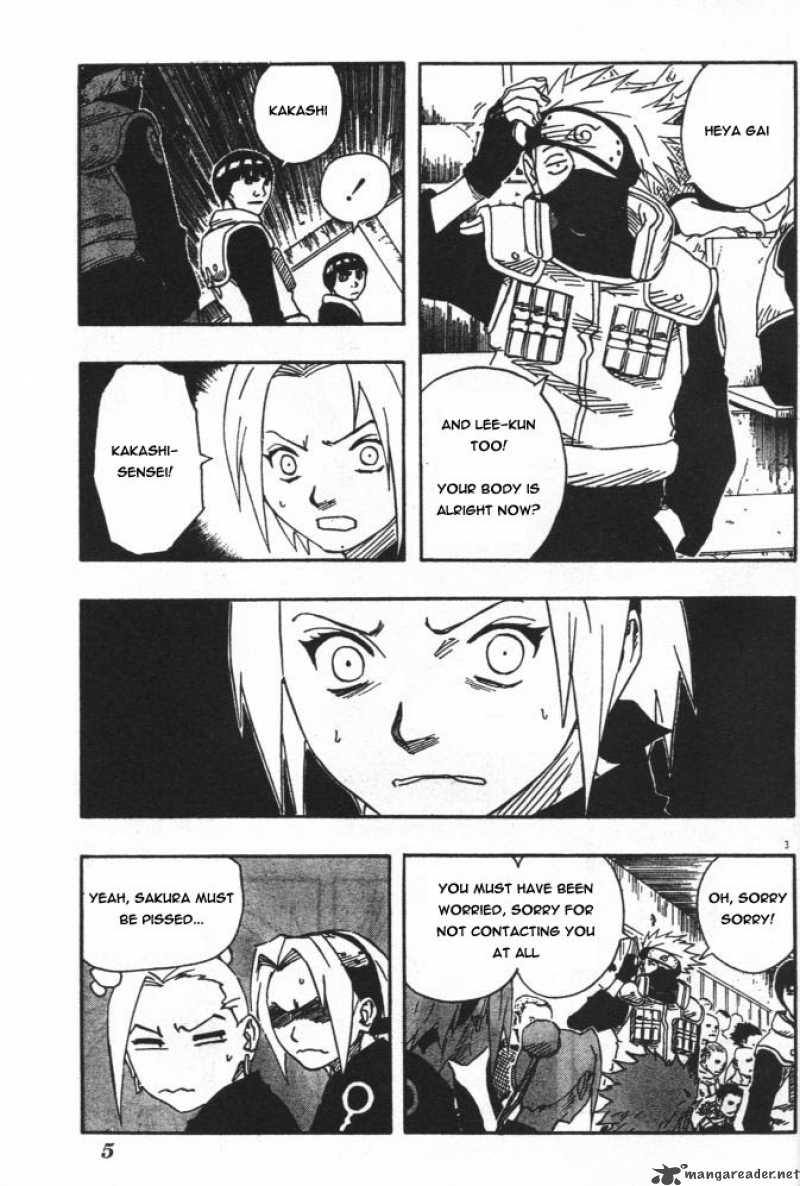 HEYA GAI
AND LEE-KUN
TOO!
YOUR BODY IS
ALRIGHT NOW?
KAKASHI
!
KAKASHI-
SENSEI!
3
OH, SORRY
SORRY!
YOU MUST HAVE BEEN
WORRIED, SORRY FOR
NOT CONTACTING YOU
AT ALL
YEAH, SAKURA MUST
BE PISSED...
5
mangareader.net